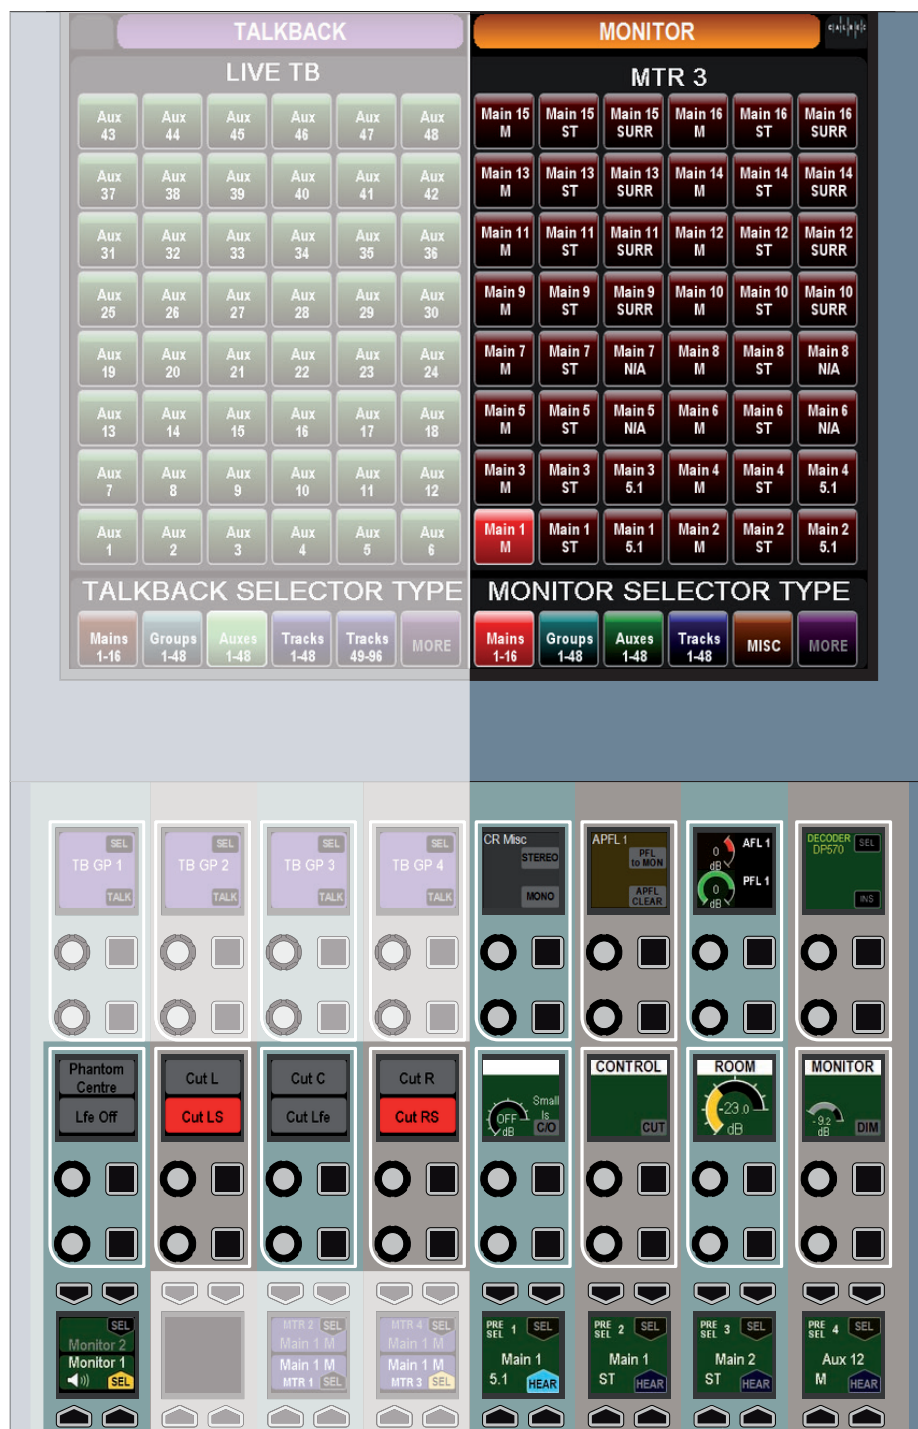 TALKBACK
MONITOR
CALREC
LIVE TB
MTR 3
Aux 43
Aux 44
Aux 45
Aux 46
Aux 47
Aux 48
Main 15 M
Main 15 ST
Main 15 SURR
Main 16 M
Main 16 ST
Main 16 SURR
Aux 37
Aux 38
Aux 39
Aux 40
Aux 41
Aux 42
Main 13 M
Main 13 ST
Main 13 SURR
Main 14 M
Main 14 ST
Main 14 SURR
Aux 31
Aux 32
Aux 33
Aux 34
Aux 35
Aux 36
Main 11 M
Main 11 ST
Main 11 SURR
Main 12 M
Main 12 ST
Main 12 SURR
Aux 25
Aux 26
Aux 27
Aux 28
Aux 29
Aux 30
Main 9 M
Main 9 ST
Main 9 SURR
Main 10 M
Main 10 ST
Main 10 SURR
Aux 19
Aux 20
Aux 21
Aux 22
Aux 23
Aux 24
Main 7 M
Main 7 ST
Main 7 N/A
Main 8 M
Main 8 ST
Main 8 N/A
Aux 13
Aux 14
Aux 15
Aux 16
Aux 17
Aux 18
Main 5 M
Main 5 ST
Main 5 N/A
Main 6 M
Main 6 ST
Main 6 N/A
Aux 7
Aux 8
Aux 9
Aux 10
Aux 11
Aux 12
Main 3 M
Main 3 ST
Main 3 5.1
Main 4 M
Main 4 ST
Main 4 5.1
Aux 1
Aux 2
Aux 3
Aux 4
Aux 5
Aux 6
Main 1 M
Main 1 ST
Main 1 5.1
Main 2 M
Main 2 ST
Main 2 5.1
TALKBACK SELECTOR TYPE
MONITOR SELECTOR TYPE
Mains 1-16
Groups 1-48
Auxes 1-48
Tracks 1-48
Tracks 49-96
MORE
Mains 1-16
Groups 1-48
Auxes 1-48
Tracks 1-48
MISC
MORE
SEL
TB GP 1
TALK
SEL
TB GP 2
TALK
SEL
TB GP 3
TALK
SEL
TB GP 4
TALK
CR Misc
STEREO
MONO
APFL 1
PFL to MON
APFL CLEAR
AFL 1
0
dB
PFL 1
0
dB
DECODER
DP570
SEL
INS
Phantom Centre
Lfe Off
Cut L
Cut LS
Cut C
Cut Lfe
Cut R
Cut RS
Small
ls
OFF
dB
C/O
CONTROL
CUT
ROOM
-23.0
dB
MONITOR
-9.2
dB
DIM
SEL
Monitor 2
Monitor 1
SEL
MTR 2 SEL
Main 1 M
Main 1 M
MTR 1 SEL
MTR 4 SEL
Main 1 M
Main 1 M
MTR 3 SEL
PRE SEL 1 SEL
Main 1
5.1 HEAR
PRE SEL 2 SEL
Main 1
ST HEAR
PRE SEL 3 SEL
Main 2
ST HEAR
PRE SEL 4 SEL
Aux 12
M HEAR